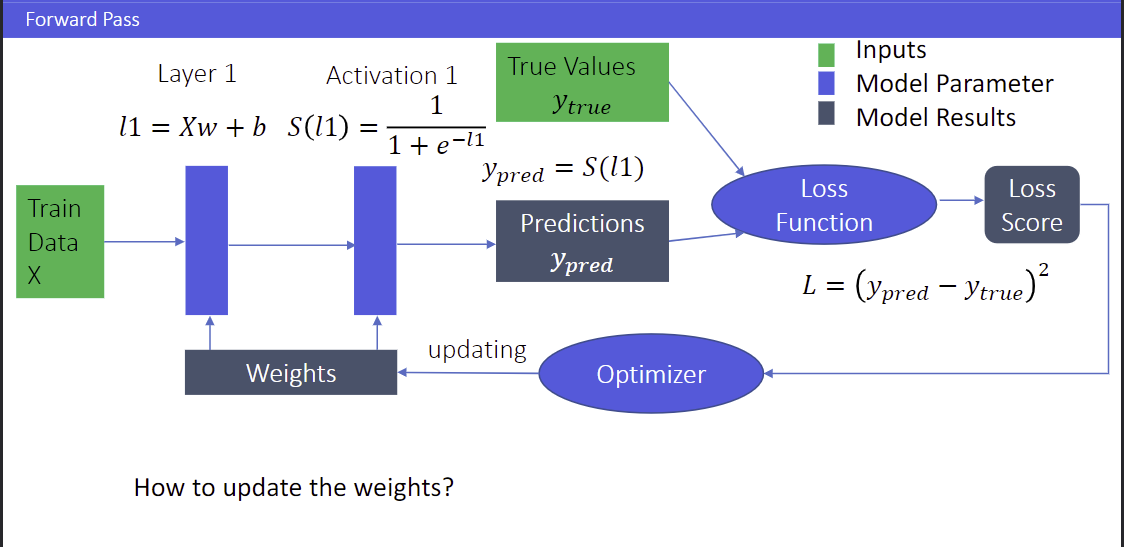 Forward Pass
Layer 1
l1 = Xw + b
Activation 1
S(l1) = 1 / (1 + e^{-l1})
True Values
y_{true}
Inputs
Model Parameter
Model Results
y_{pred} = S(l1)
Train
Data
X
Predictions
y_{pred}
Loss
Function
Loss
Score
L = (y_{pred} − y_{true})^2
Weights
updating
Optimizer
How to update the weights?